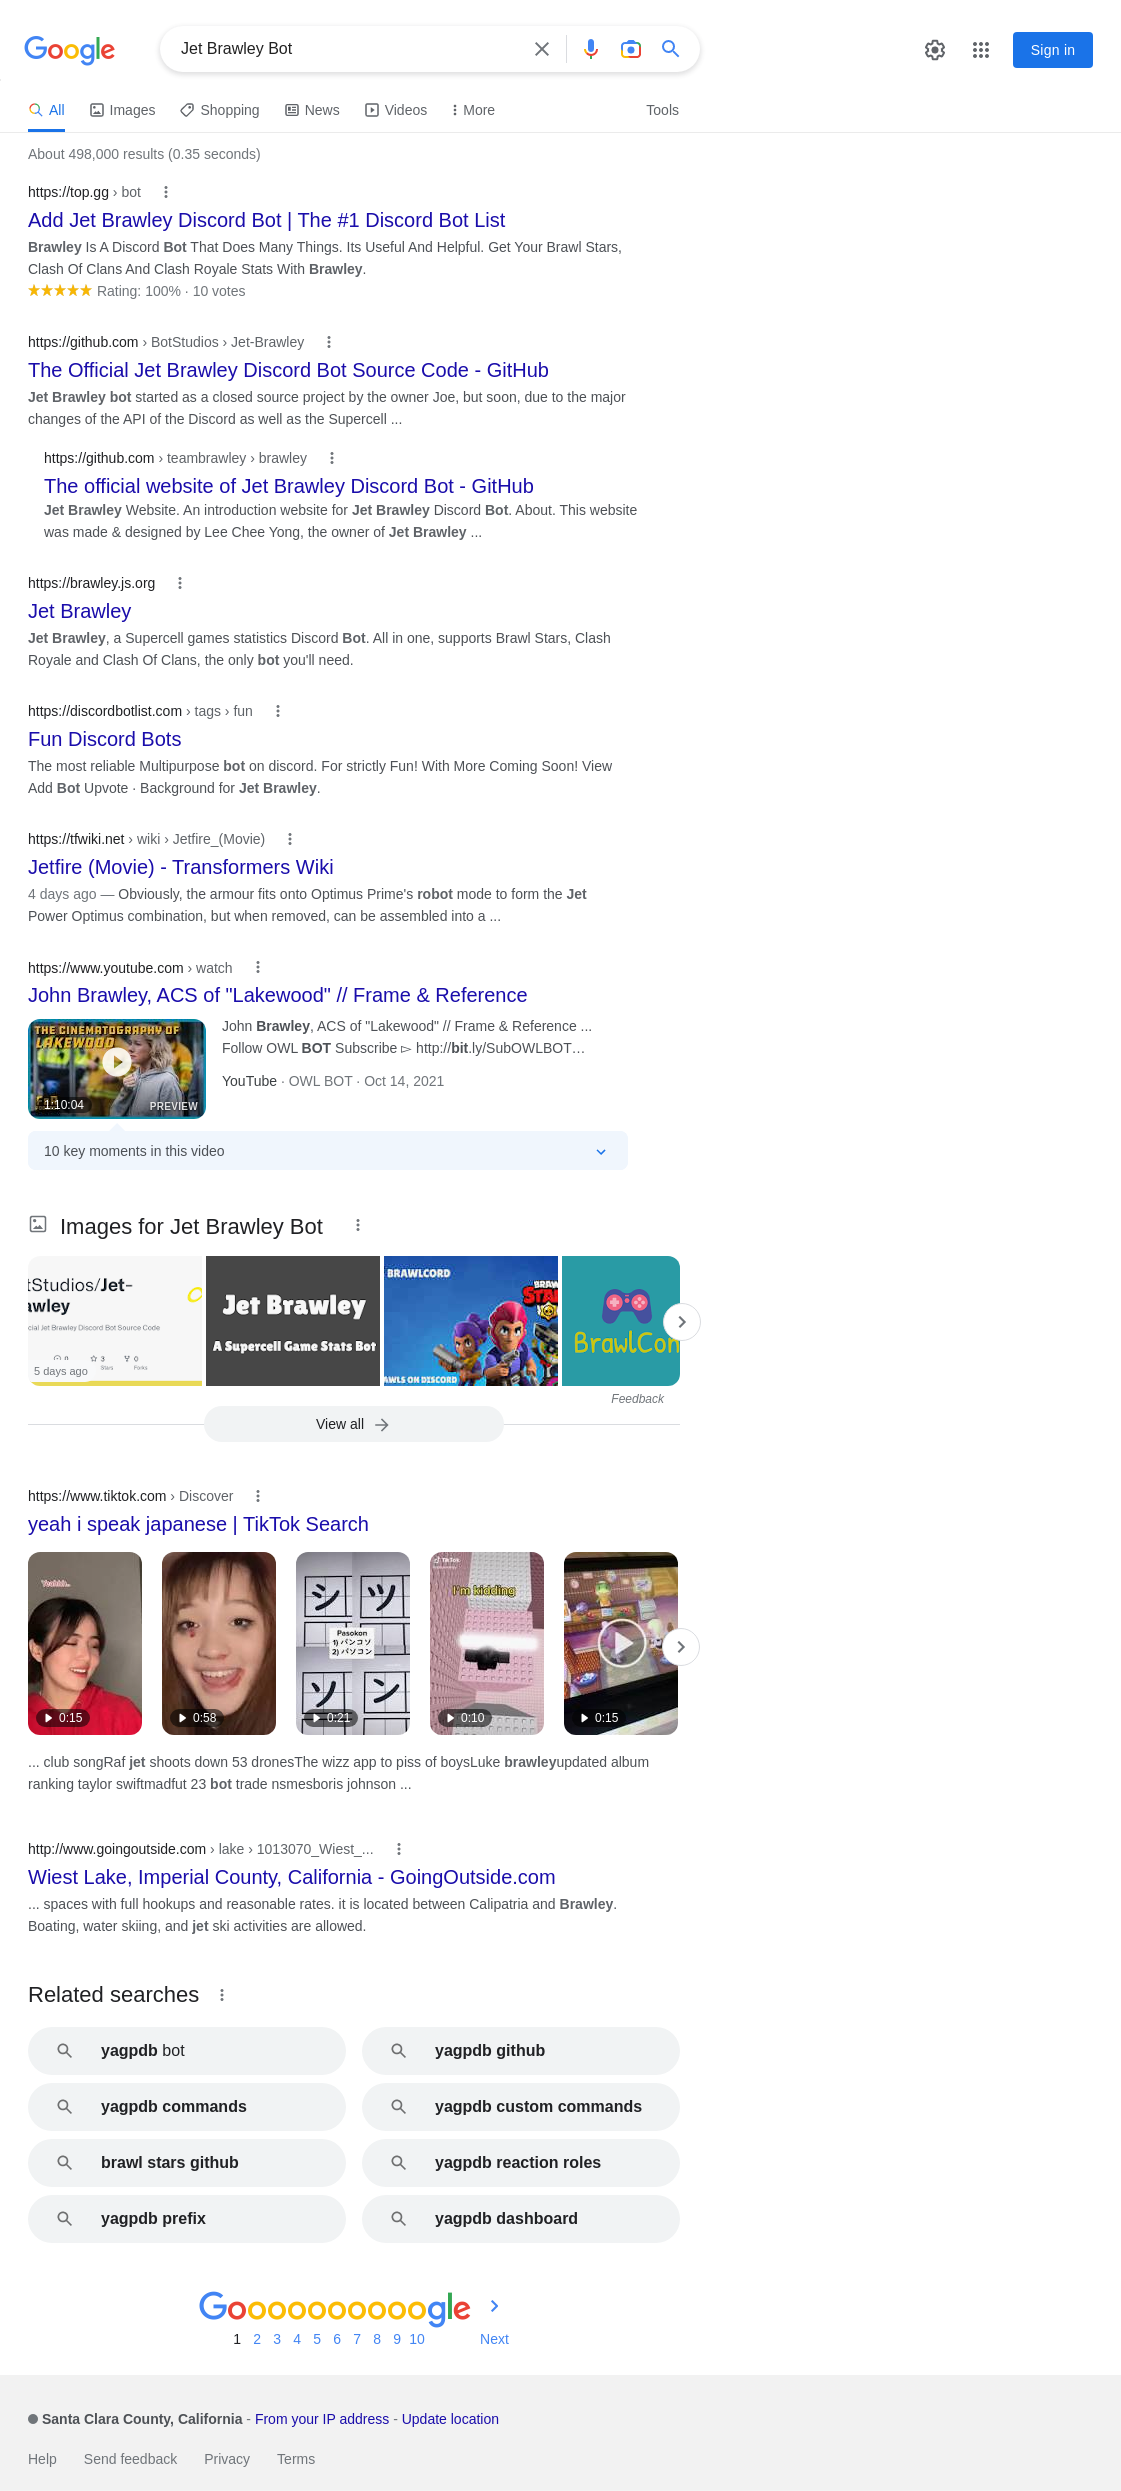 Google
Jet Brawley Bot
Sign in
All
Images
Shopping
News
Videos
More
Tools
About 498,000 results (0.35 seconds)
https://top.gg › bot
Add Jet Brawley Discord Bot | The #1 Discord Bot List
Brawley Is A Discord Bot That Does Many Things. Its Useful And Helpful. Get Your Brawl Stars,
Clash Of Clans And Clash Royale Stats With Brawley.
Rating: 100% · 10 votes
https://github.com › BotStudios › Jet-Brawley
The Official Jet Brawley Discord Bot Source Code - GitHub
Jet Brawley bot started as a closed source project by the owner Joe, but soon, due to the major
changes of the API of the Discord as well as the Supercell ...
https://github.com › teambrawley › brawley
The official website of Jet Brawley Discord Bot - GitHub
Jet Brawley Website. An introduction website for Jet Brawley Discord Bot. About. This website
was made & designed by Lee Chee Yong, the owner of Jet Brawley ...
https://brawley.js.org
Jet Brawley
Jet Brawley, a Supercell games statistics Discord Bot. All in one, supports Brawl Stars, Clash
Royale and Clash Of Clans, the only bot you'll need.
https://discordbotlist.com › tags › fun
Fun Discord Bots
The most reliable Multipurpose bot on discord. For strictly Fun! With More Coming Soon! View
Add Bot Upvote · Background for Jet Brawley.
https://tfwiki.net › wiki › Jetfire_(Movie)
Jetfire (Movie) - Transformers Wiki
4 days ago — Obviously, the armour fits onto Optimus Prime's robot mode to form the Jet
Power Optimus combination, but when removed, can be assembled into a ...
https://www.youtube.com › watch
John Brawley, ACS of "Lakewood" // Frame & Reference
THE CINEMATOGRAPHY OF
LAKEWOOD
1:10:04
PREVIEW
John Brawley, ACS of "Lakewood" // Frame & Reference ...
Follow OWL BOT Subscribe ▻ http://bit.ly/SubOWLBOT…
YouTube · OWL BOT · Oct 14, 2021
10 key moments in this video
Images for Jet Brawley Bot
tStudios/Jet-
awley
cial Jet Brawley Discord Bot Source Code
0
3
0
Stars
Forks
5 days ago
Jet Brawley
A Supercell Game Stats Bot
BRAWLCORD
BRAW
STA
AWLS ON DISCORD
BrawlCon
Feedback
View all
https://www.tiktok.com › Discover
yeah i speak japanese | TikTok Search
Yeahhh..
0:15
0:58
シ
ツ
Pasokon
1) パンコソ
2) パソコン
ソ
ン
0:21
TikTok
I'm kidding
0:10
0:15
... club songRaf jet shoots down 53 dronesThe wizz app to piss of boysLuke brawleyupdated album
ranking taylor swiftmadfut 23 bot trade nsmesboris johnson ...
http://www.goingoutside.com › lake › 1013070_Wiest_...
Wiest Lake, Imperial County, California - GoingOutside.com
... spaces with full hookups and reasonable rates. it is located between Calipatria and Brawley.
Boating, water skiing, and jet ski activities are allowed.
Related searches
yagpdb bot
yagpdb github
yagpdb commands
yagpdb custom commands
brawl stars github
yagpdb reaction roles
yagpdb prefix
yagpdb dashboard
Goooooooooogle
1 2 3 4 5 6 7 8 9 10 Next
Santa Clara County, California - From your IP address - Update location
Help Send feedback Privacy Terms